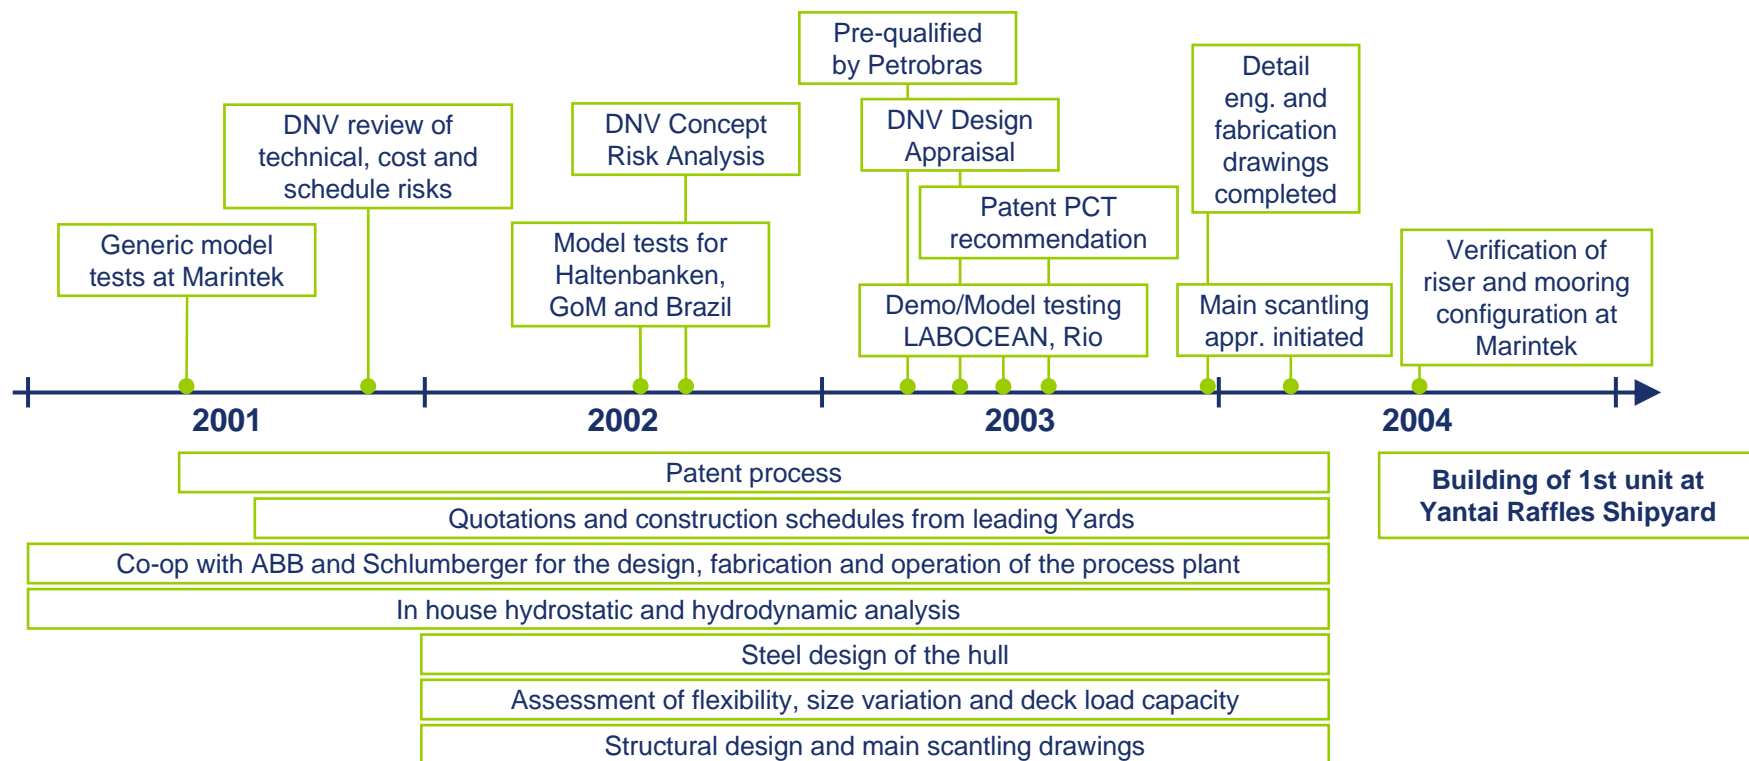 Pre-qualified
by Petrobras
Detail
eng. and
fabrication
drawings
completed
DNV review of
technical, cost and
schedule risks
DNV Concept
Risk Analysis
DNV Design
Appraisal
Patent PCT
recommendation
Generic model
tests at Marintek
Model tests for
Haltenbanken,
GoM and Brazil
Verification of
riser and mooring
configuration at
Marintek
Demo/Model testing
LABOCEAN, Rio
Main scantling
appr. initiated
2001
2002
2003
2004
Patent process
Building of 1st unit at
Yantai Raffles Shipyard
Quotations and construction schedules from leading Yards
Co-op with ABB and Schlumberger for the design, fabrication and operation of the process plant
In house hydrostatic and hydrodynamic analysis
Steel design of the hull
Assessment of flexibility, size variation and deck load capacity
Structural design and main scantling drawings